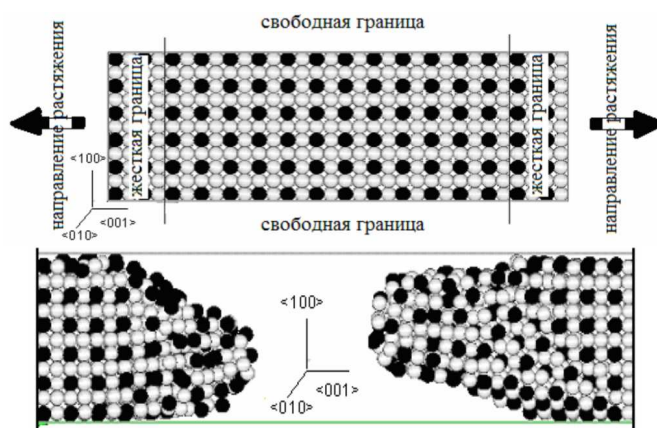 свободная граница
направление растяжения
жесткая граница
жесткая граница
направление растяжения
<100>
<010>
<001>
свободная граница
<100>
<010>
<001>